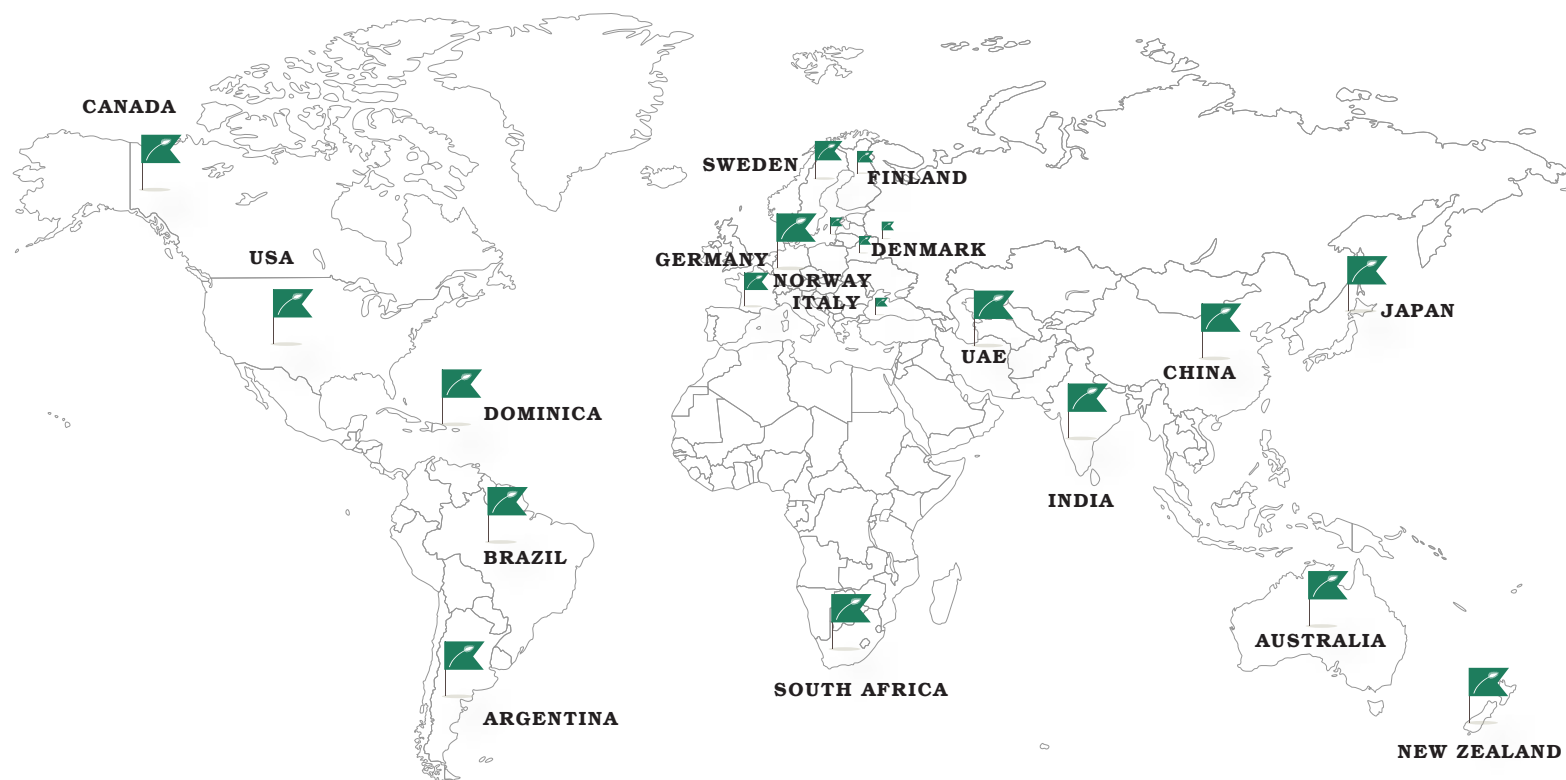 CANADA
SWEDEN
FINLAND
USA
GERMANY
DENMARK
NORWAY
ITALY
JAPAN
UAE
CHINA
DOMINICA
INDIA
BRAZIL
AUSTRALIA
SOUTH AFRICA
ARGENTINA
NEW ZEALAND